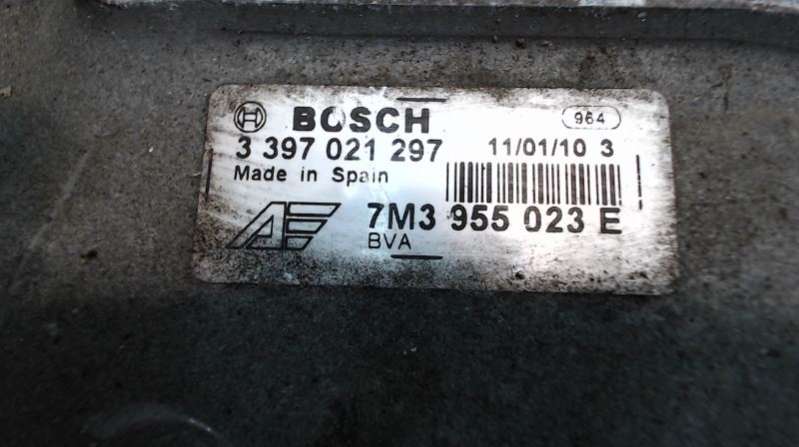 BOSCH 964
3 397 021 297 11/01/10 3
Made in Spain
7M3 955 023 E
BVA